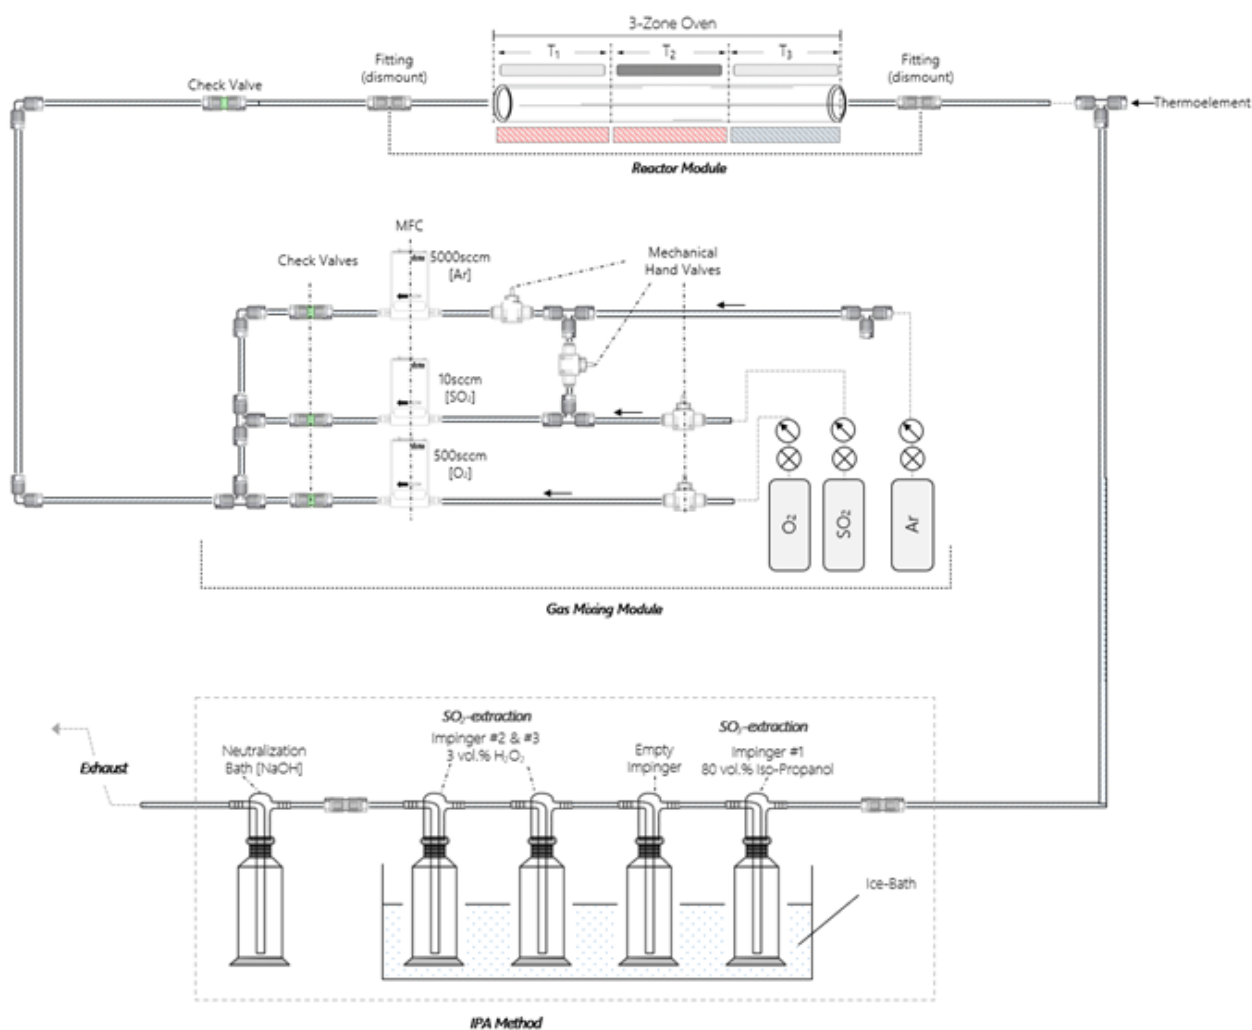 3-Zone Oven
T₁ T₂ T₃
Fitting
(dismount)
Fitting
(dismount)
Check Valve
Thermoelement
Reactor Module
MFC
Check Valves
5000sccm
[Ar]
Mechanical
Hand Valves
10sccm
[SO₂]
500sccm
[O₂]
O₂
SO₂
Ar
Gas Mixing Module
SO₂-extraction
Impinger #2 & #3
3 vol.% H₂O₂
SO₃-extraction
Impinger #1
80 vol.% Iso-Propanol
Neutralization
Bath [NaOH]
Empty
Impinger
Exhaust
Ice-Bath
IPA Method